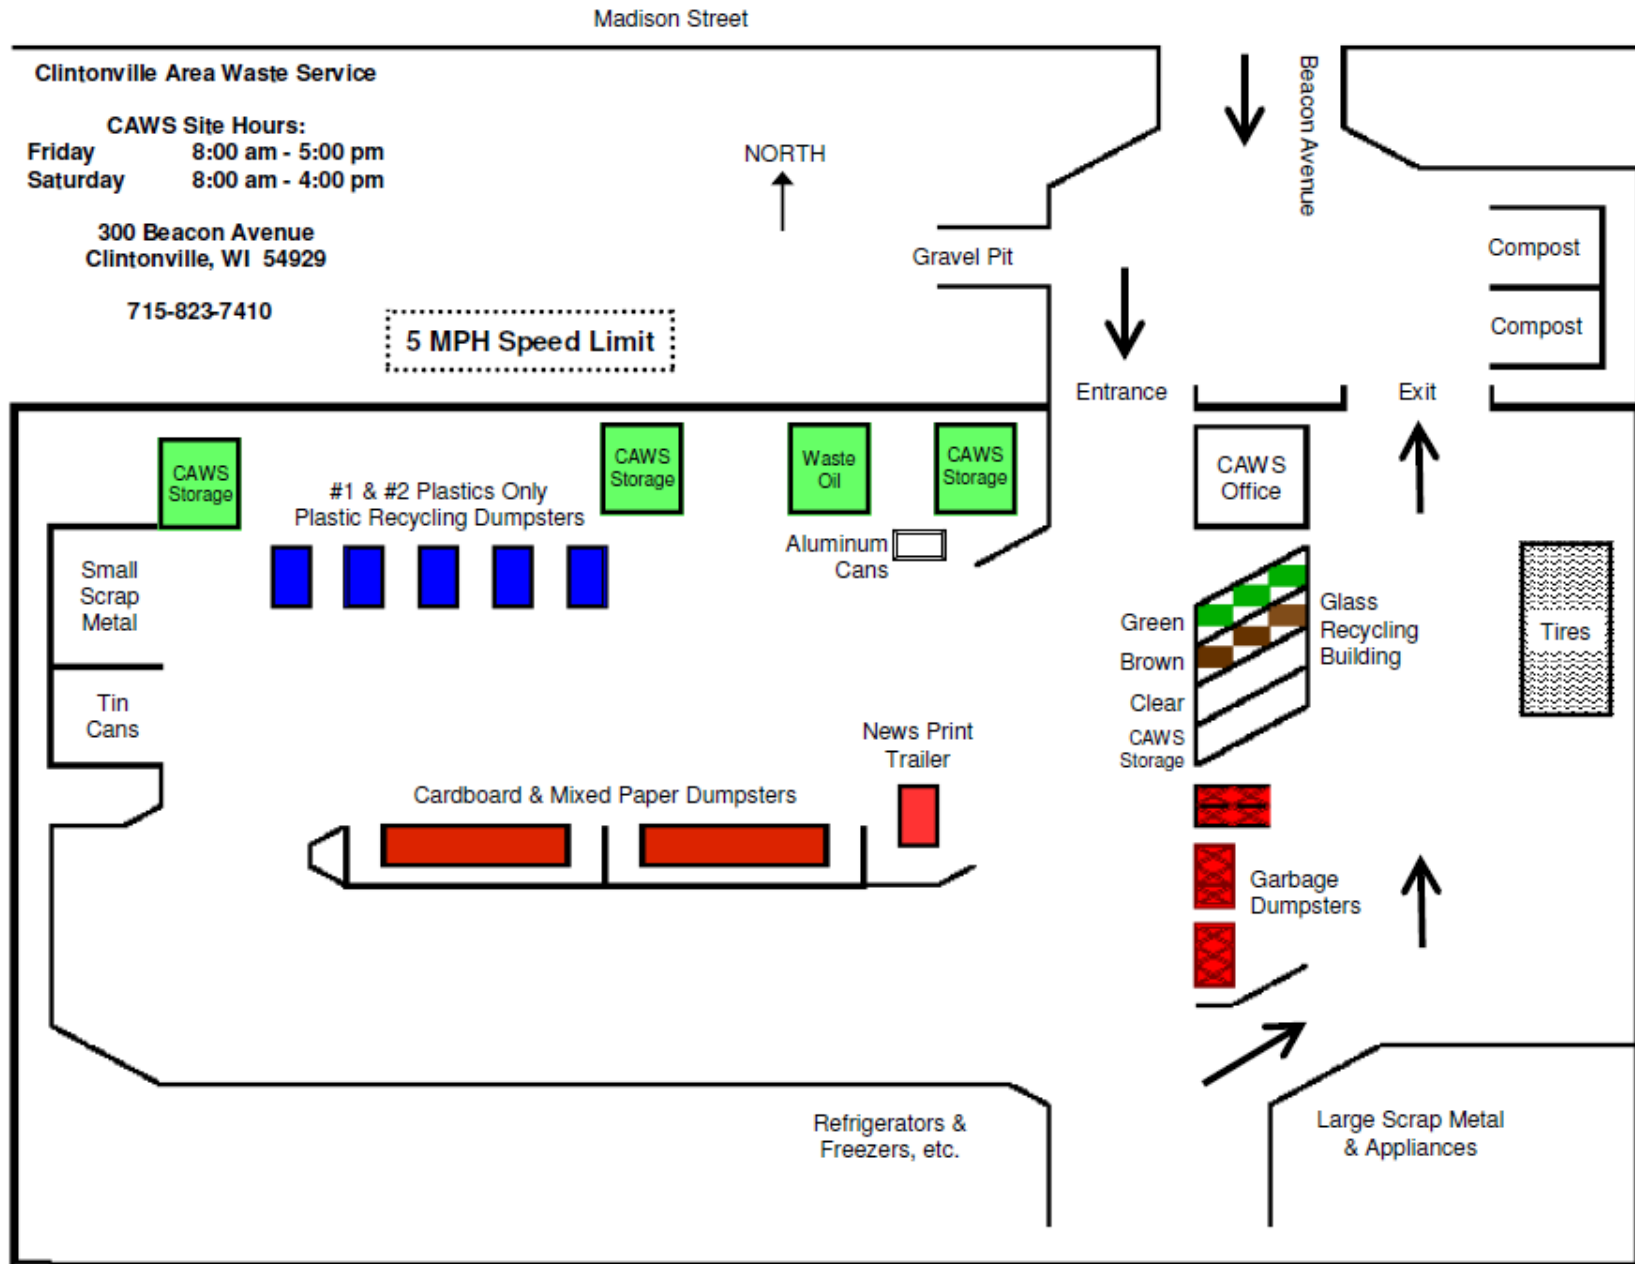 Madison Street
Clintonville Area Waste Service
CAWS Site Hours:
Friday 8:00 am - 5:00 pm
Saturday 8:00 am - 4:00 pm
300 Beacon Avenue
Clintonville, WI  54929
715-823-7410
5 MPH Speed Limit
NORTH
Beacon Avenue
Gravel Pit
Compost
Compost
Entrance
Exit
CAWS
Storage
#1 & #2 Plastics Only
Plastic Recycling Dumpsters
CAWS
Storage
Waste
Oil
CAWS
Storage
CAWS
Office
Aluminum
Cans
Small
Scrap
Metal
Tin
Cans
Green
Brown
Clear
CAWS
Storage
Glass
Recycling
Building
Tires
News Print
Trailer
Cardboard & Mixed Paper Dumpsters
Garbage
Dumpsters
Refrigerators &
Freezers, etc.
Large Scrap Metal
& Appliances